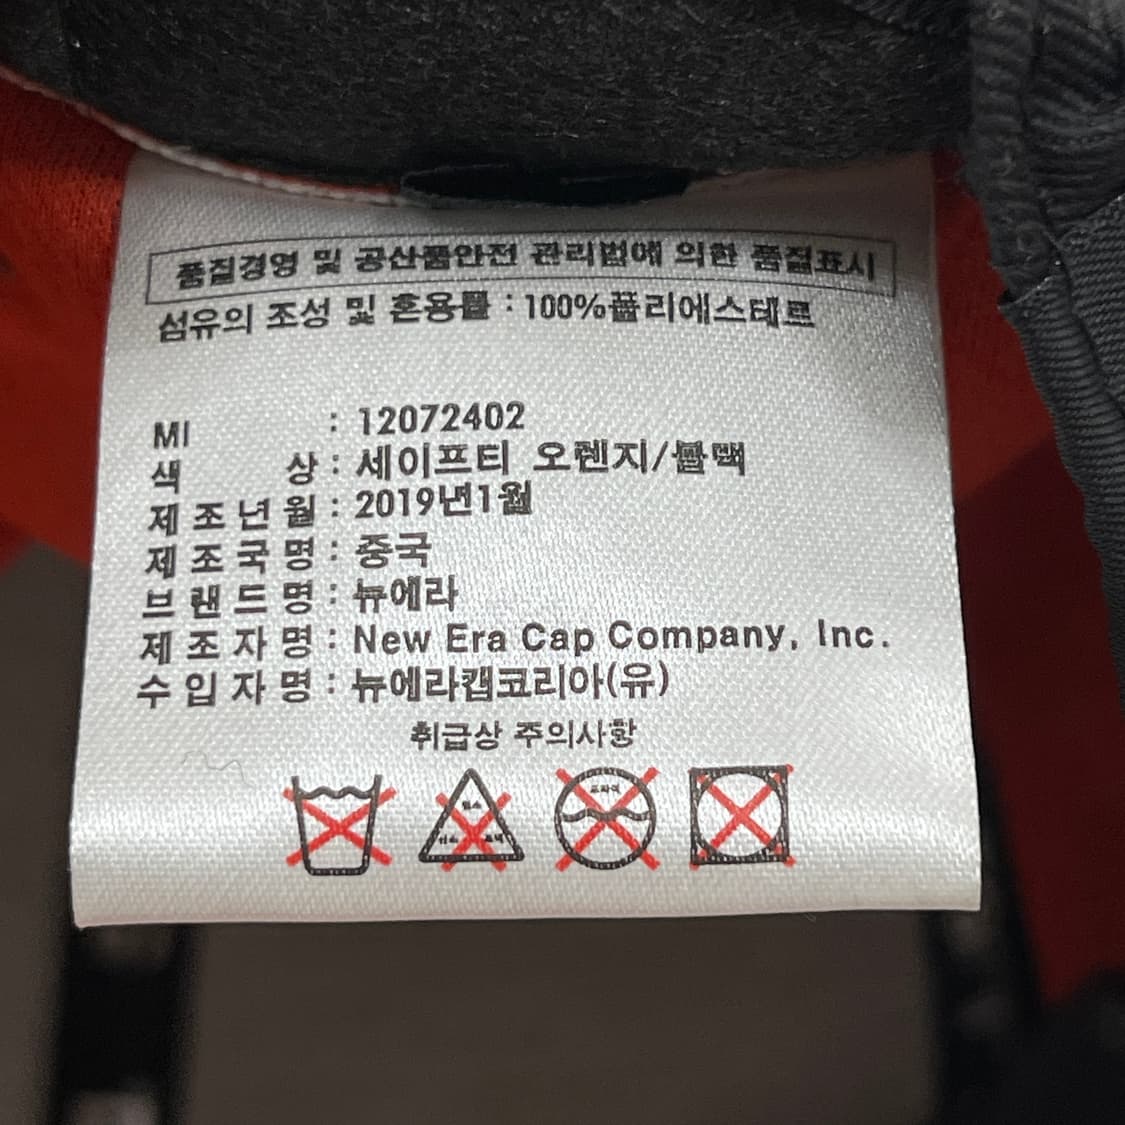 품질경영 및 공산품안전 관리법에 의한 품질표시
섬유의 조성 및 혼용률 : 100%폴리에스테르
MI : 12072402
색 상 : 세이프티 오렌지/블랙
제조년월 : 2019년1월
제조국명 : 중국
브랜드명 : 뉴에라
제조자명 : New Era Cap Company, Inc.
수입자명 : 뉴에라캡코리아(유)
취급상 주의사항